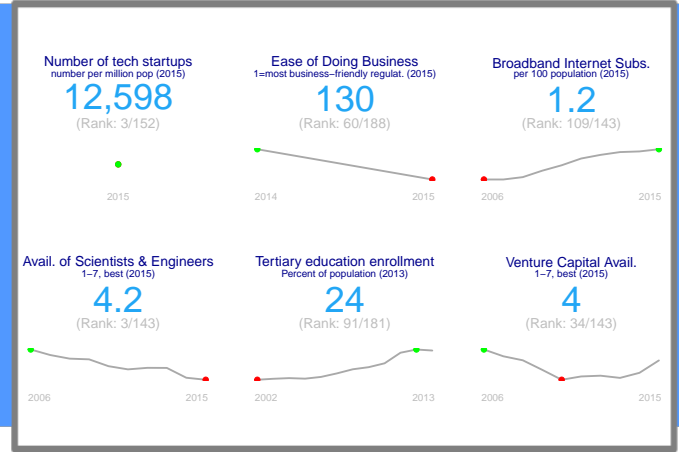 Number of tech startups
number per million pop (2015)
12,598
(Rank: 3/152)
2015
Ease of Doing Business
1=most business−friendly regulat. (2015)
130
(Rank: 60/188)
2014 2015
Broadband Internet Subs.
per 100 population (2015)
1.2
(Rank: 109/143)
2006 2015
Avail. of Scientists & Engineers
1−7, best (2015)
4.2
(Rank: 3/143)
2006 2015
Tertiary education enrollment
Percent of population (2013)
24
(Rank: 91/181)
2002 2013
Venture Capital Avail.
1−7, best (2015)
4
(Rank: 34/143)
2006 2015